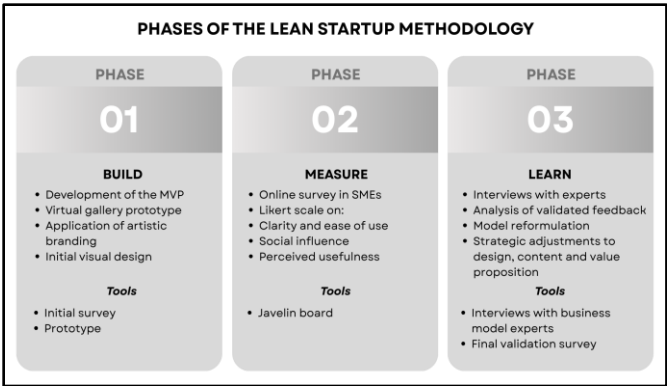 PHASES OF THE LEAN STARTUP METHODOLOGY
PHASE
01
BUILD
• Development of the MVP
• Virtual gallery prototype
• Application of artistic
branding
• Initial visual design
Tools
• Initial survey
• Prototype
PHASE
02
MEASURE
• Online survey in SMEs
• Likert scale on:
• Clarity and ease of use
• Social influence
• Perceived usefulness
Tools
• Javelin board
PHASE
03
LEARN
• Interviews with experts
• Analysis of validated feedback
• Model reformulation
• Strategic adjustments to
design, content and value
proposition
Tools
• Interviews with business
model experts
• Final validation survey